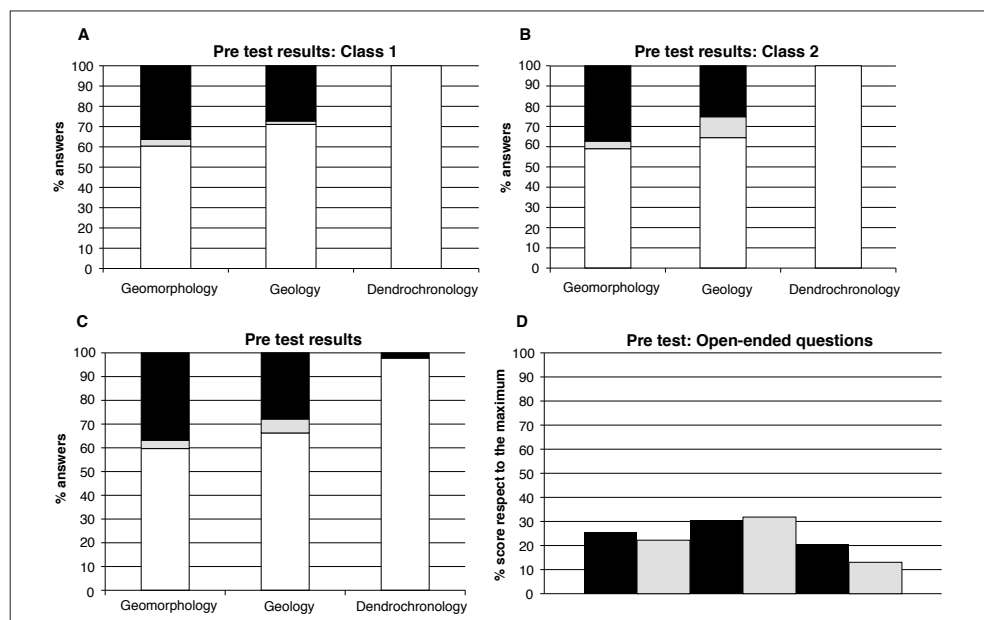 A
Pre test results: Class 1
100
90
80
70
60
50
40
30
20
10
0
% answers
Geomorphology Geology Dendrochronology
B
Pre test results: Class 2
100
90
80
70
60
50
40
30
20
10
0
% answers
Geomorphology Geology Dendrochronology
C
Pre test results
100
90
80
70
60
50
40
30
20
10
0
% answers
Geomorphology Geology Dendrochronology
D
Pre test: Open-ended questions
100
90
80
70
60
50
40
30
20
10
0
% score respect to the maximum